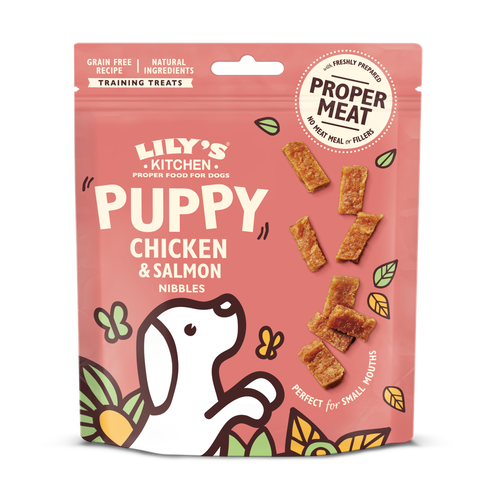 GRAIN FREE
RECIPE
NATURAL
INGREDIENTS
TRAINING TREATS
with FRESHLY PREPARED
PROPER
MEAT
NO MEAT MEAL or FILLERS
LILY'S
KITCHEN
PROPER FOOD FOR DOGS
"PUPPY"
CHICKEN
& SALMON
NIBBLES
PERFECT for SMALL MOUTHS